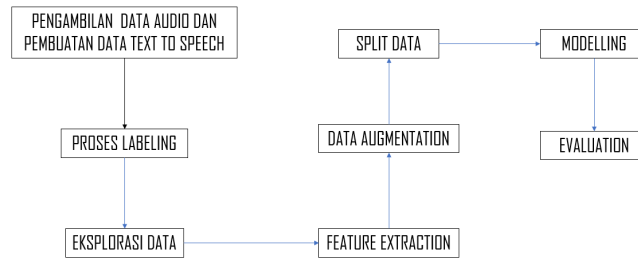 PENGAMBILAN DATA AUDIO DAN
PEMBUATAN DATA TEXT TO SPEECH
PROSES LABELING
EKSPLORASI DATA
FEATURE EXTRACTION
DATA AUGMENTATION
SPLIT DATA
MODELLING
EVALUATION